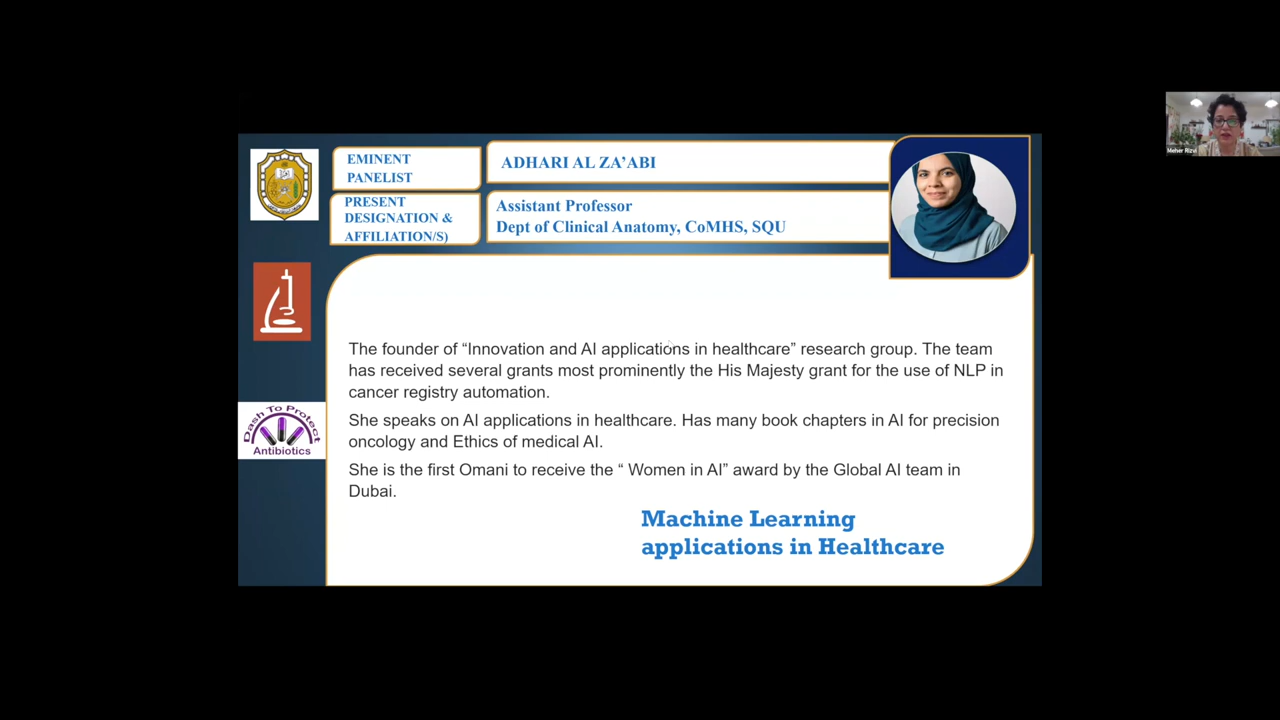 EMINENT
PANELIST
ADHARI AL ZA’ABI
PRESENT
DESIGNATION &
AFFILIATION/S)
Assistant Professor
Dept of Clinical Anatomy, CoMHS, SQU
Meher Rizvi
The founder of “Innovation and AI applications in healthcare” research group. The team
has received several grants most prominently the His Majesty grant for the use of NLP in
cancer registry automation.
She speaks on AI applications in healthcare. Has many book chapters in AI for precision
oncology and Ethics of medical AI.
She is the first Omani to receive the “ Women in AI” award by the Global AI team in
Dubai.
Dash To Protect
Antibiotics
Machine Learning
applications in Healthcare